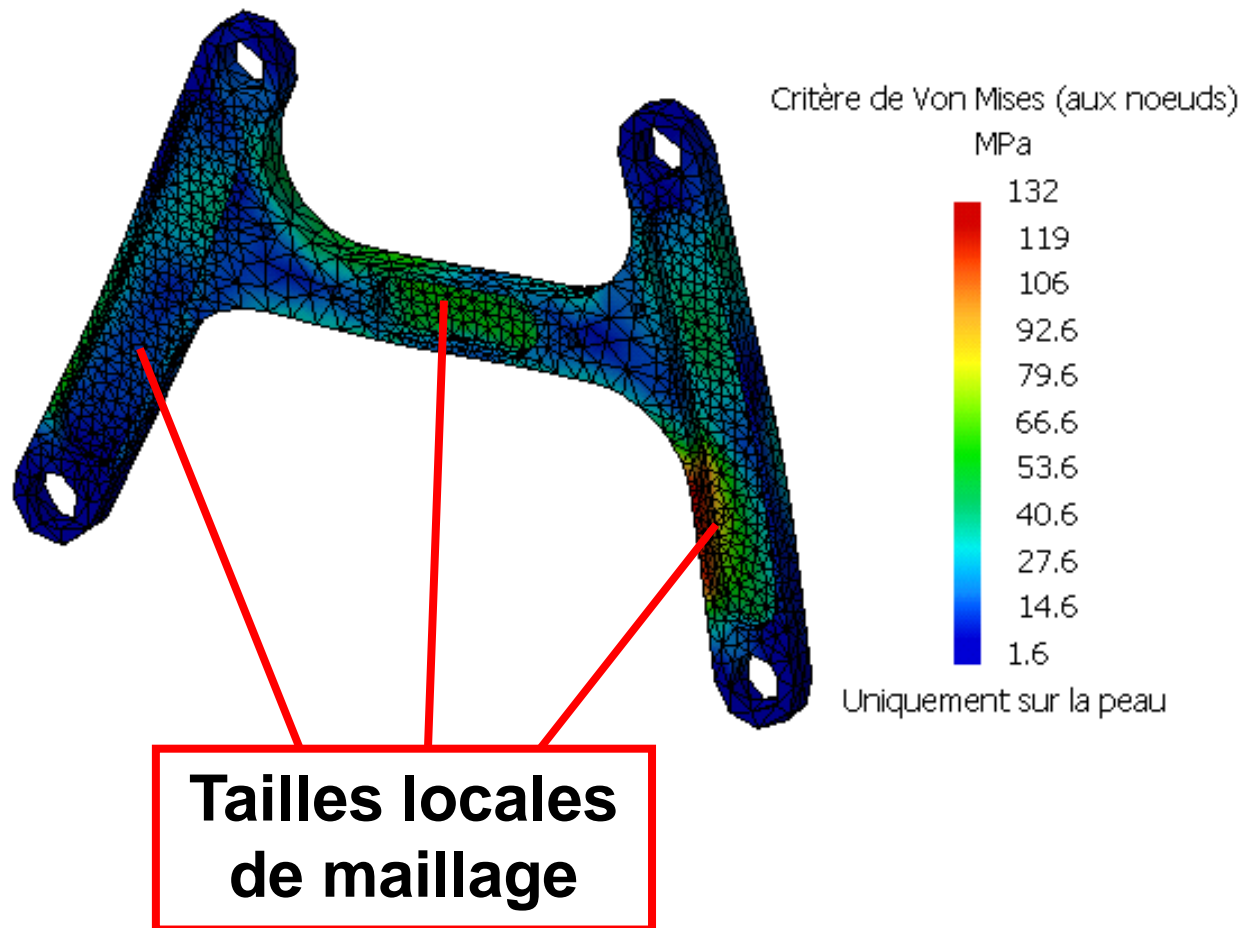 Critère de Von Mises (aux noeuds)
MPa
132
119
106
92.6
79.6
66.6
53.6
40.6
27.6
14.6
1.6
Uniquement sur la peau
Tailles locales
de maillage